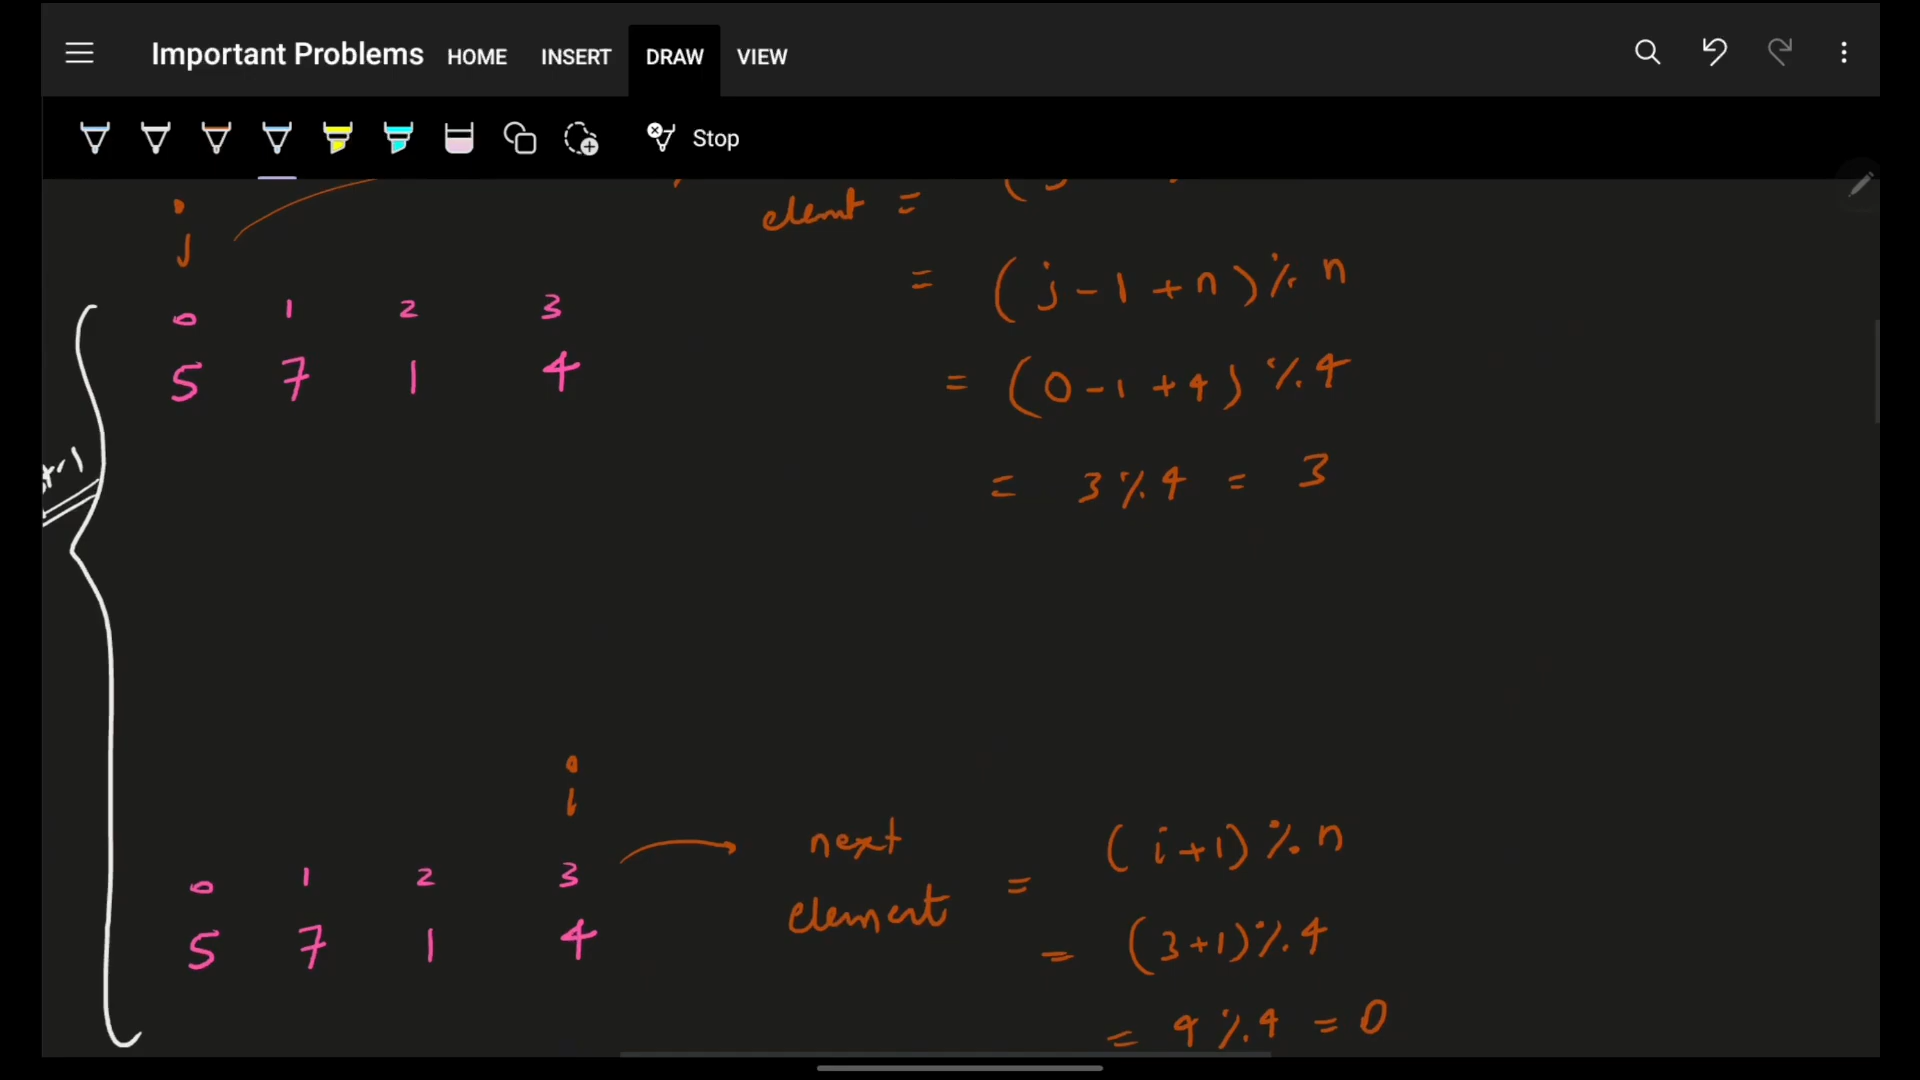 Important Problems HOME INSERT DRAW VIEW
Stop
j
elemt =
= (j-1+n)%n
0 1 2 3
5 7 1 4
= (0-1+4)%4
= 3%4 = 3
i
next
element = (i+1)%n
0 1 2 3
5 7 1 4
= (3+1)%4
= 4%4 = 0